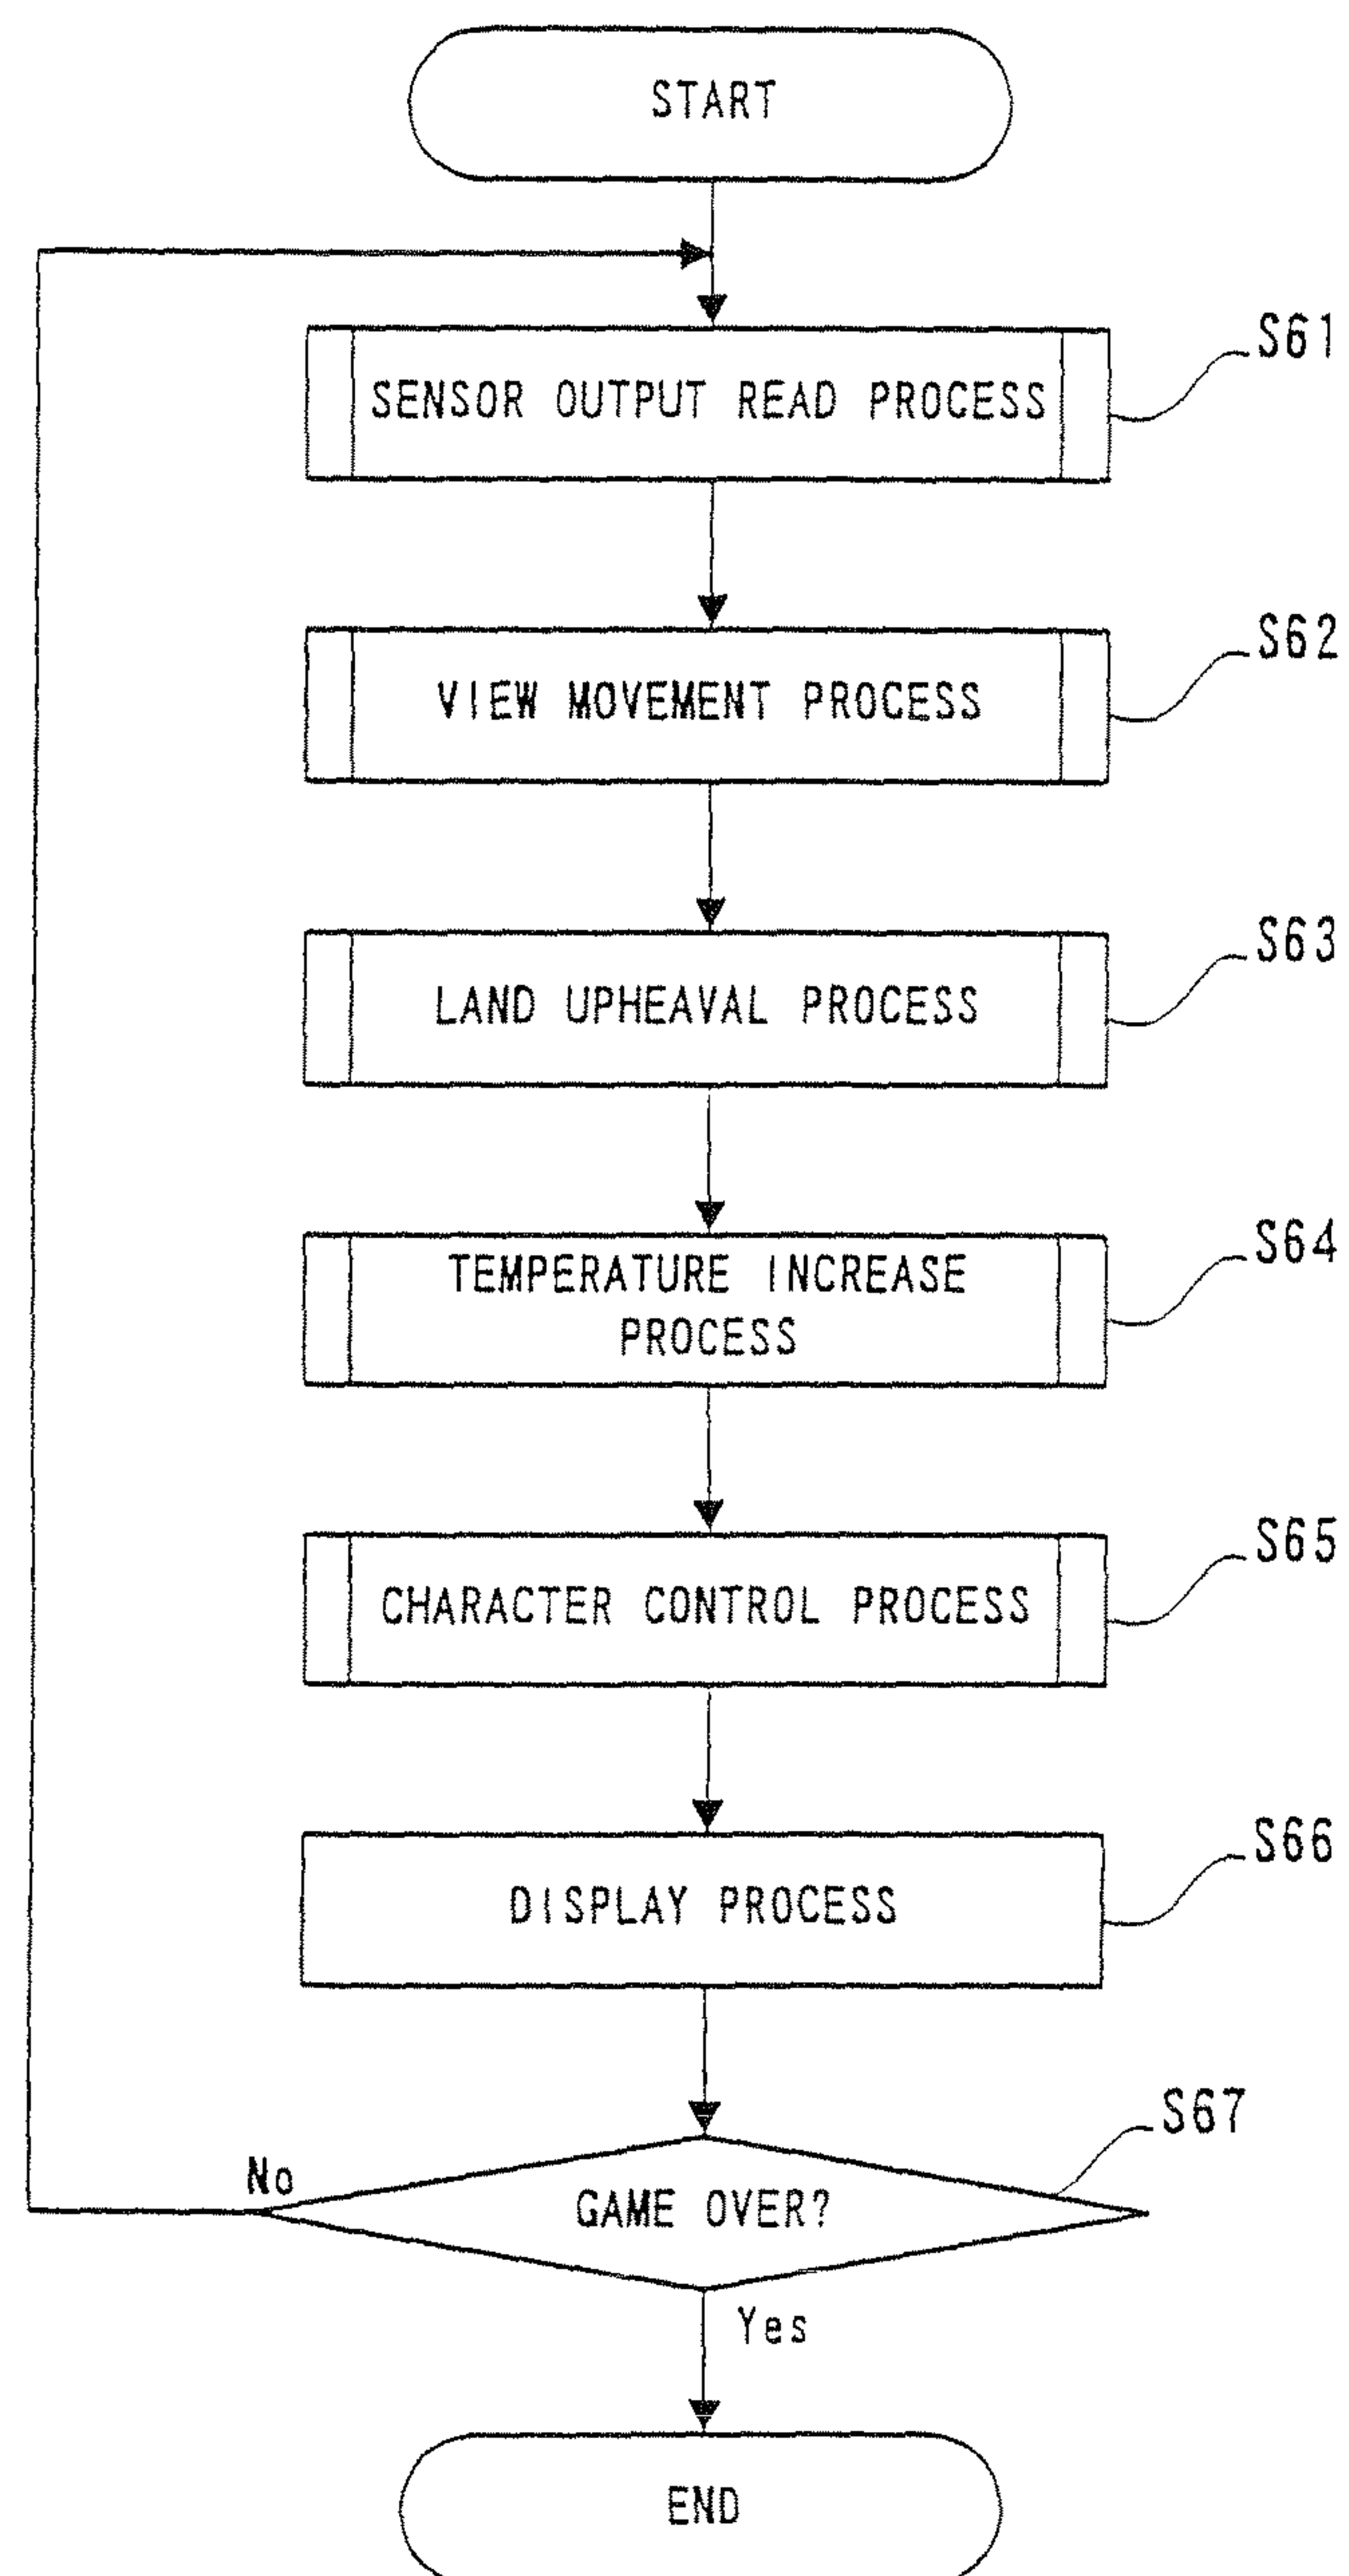 START
S61
SENSOR OUTPUT READ PROCESS
S62
VIEW MOVEMENT PROCESS
S63
LAND UPHEAVAL PROCESS
S64
TEMPERATURE INCREASE
PROCESS
S65
CHARACTER CONTROL PROCESS
S66
DISPLAY PROCESS
S67
No
GAME OVER?
Yes
END